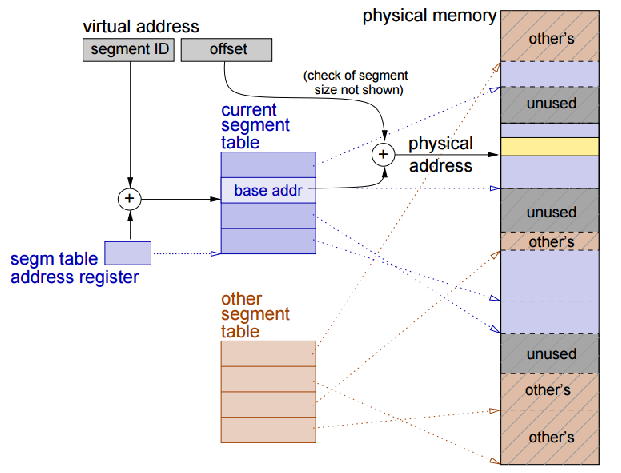 virtual address
segment ID
offset
(check of segment
size not shown)
current
segment
table
base addr
+
+
physical
address
segm table
address register
other
segment
table
physical memory
other's
unused
unused
other's
unused
other's
other's